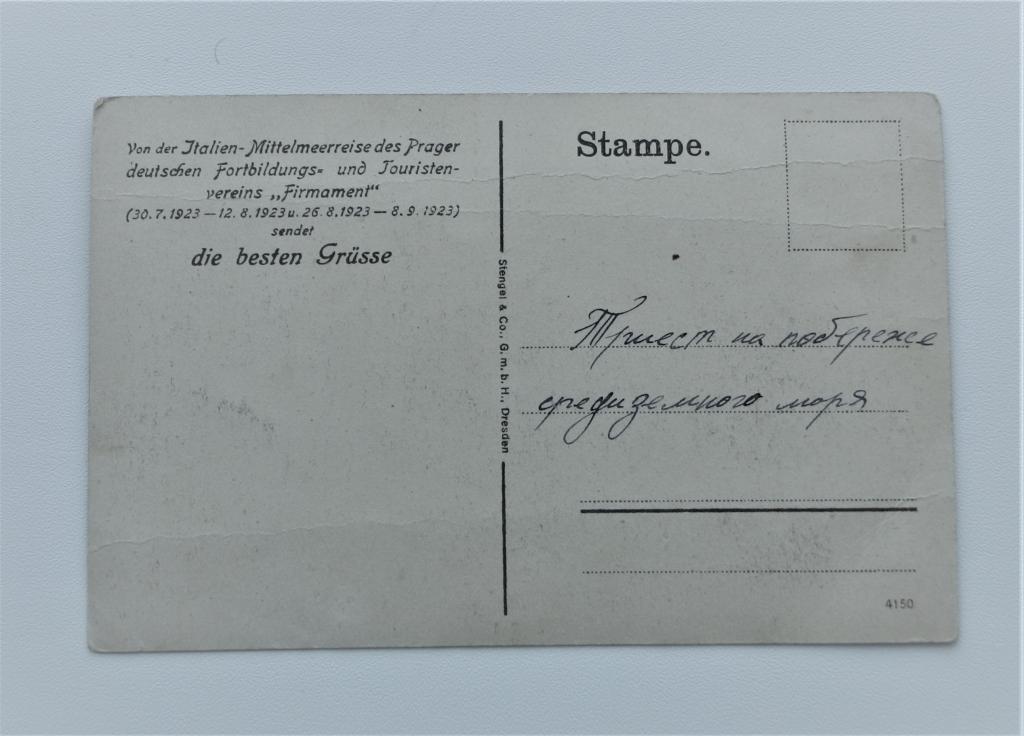 Von der Italien-Mittelmeerreise des Prager
deutschen Fortbildungs- und Touristen-
vereins „Firmament"
(30.7.1923 — 12.8.1923 u. 26.8.1923 — 8.9.1923)
sendet
die besten Grüsse
Stengel & Co., G. m. b. H., Dresden
Stampe.
Триест на побереже
средиземного моря
4150